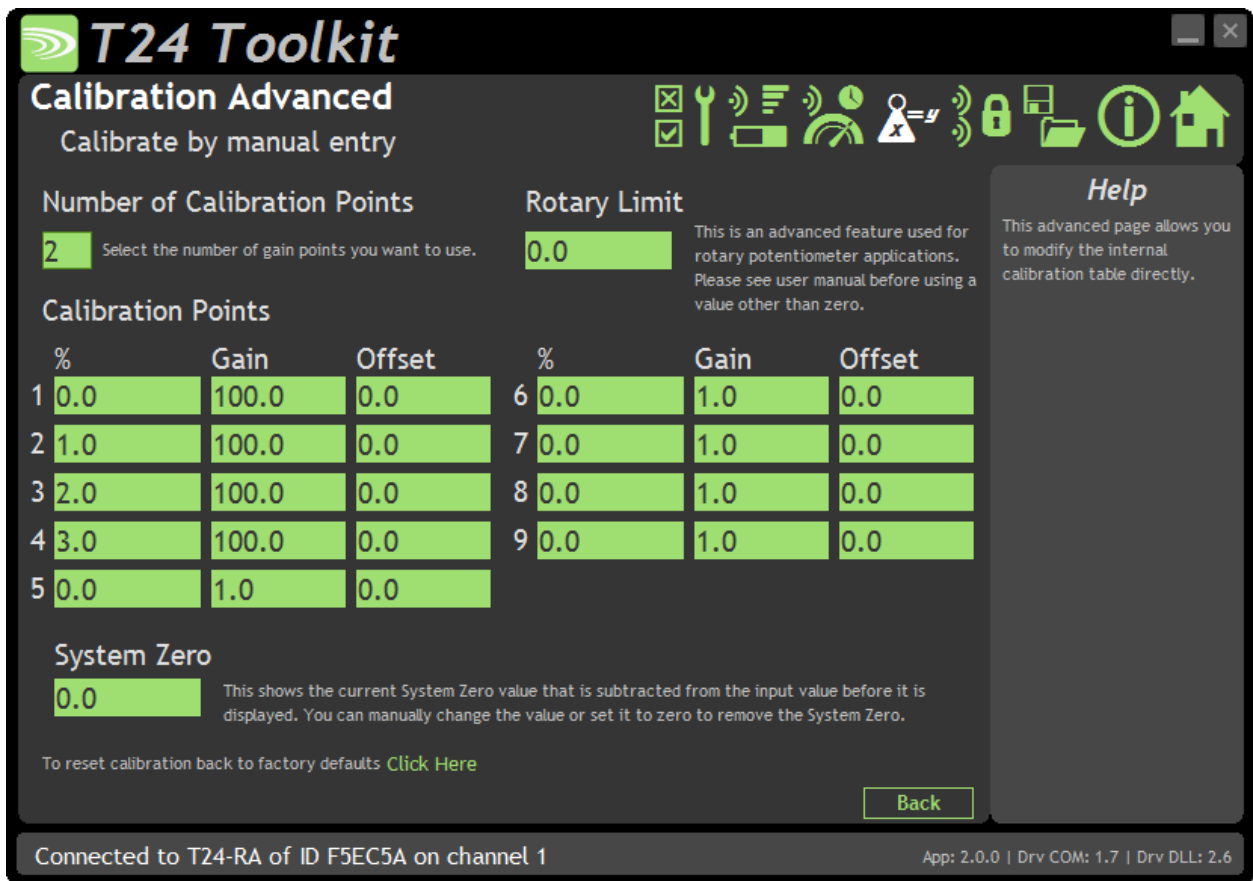 T24 Toolkit
Calibration Advanced
Calibrate by manual entry
x=y
Number of Calibration Points
2 Select the number of gain points you want to use.
Rotary Limit
0.0
This is an advanced feature used for
rotary potentiometer applications.
Please see user manual before using a
value other than zero.
Calibration Points
% Gain Offset
1 0.0 100.0 0.0
2 1.0 100.0 0.0
3 2.0 100.0 0.0
4 3.0 100.0 0.0
5 0.0 1.0 0.0
% Gain Offset
6 0.0 1.0 0.0
7 0.0 1.0 0.0
8 0.0 1.0 0.0
9 0.0 1.0 0.0
System Zero
0.0
This shows the current System Zero value that is subtracted from the input value before it is
displayed. You can manually change the value or set it to zero to remove the System Zero.
To reset calibration back to factory defaults Click Here
Back
Help
This advanced page allows you
to modify the internal
calibration table directly.
Connected to T24-RA of ID F5EC5A on channel 1
App: 2.0.0 | Drv COM: 1.7 | Drv DLL: 2.6